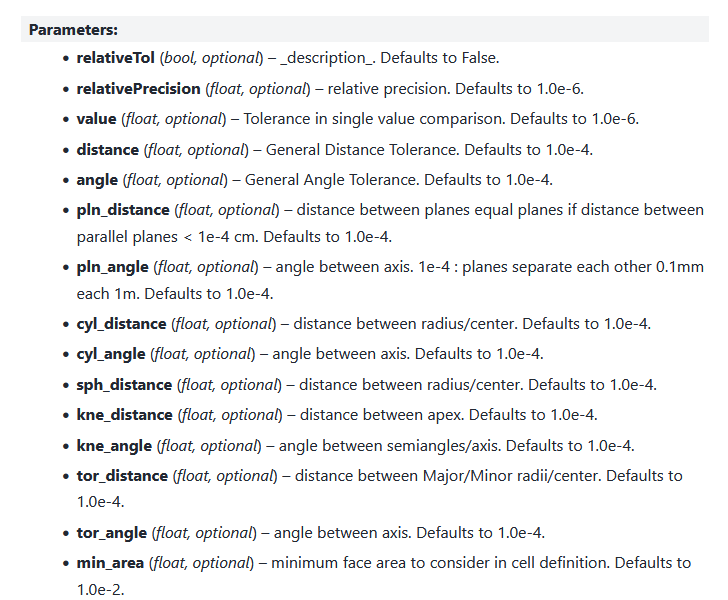 Parameters:
• relativeTol (bool, optional) – _description_. Defaults to False.
• relativePrecision (float, optional) – relative precision. Defaults to 1.0e-6.
• value (float, optional) – Tolerance in single value comparison. Defaults to 1.0e-6.
• distance (float, optional) – General Distance Tolerance. Defaults to 1.0e-4.
• angle (float, optional) – General Angle Tolerance. Defaults to 1.0e-4.
• pln_distance (float, optional) – distance between planes equal planes if distance between
parallel planes < 1e-4 cm. Defaults to 1.0e-4.
• pln_angle (float, optional) – angle between axis. 1e-4 : planes separate each other 0.1mm
each 1m. Defaults to 1.0e-4.
• cyl_distance (float, optional) – distance between radius/center. Defaults to 1.0e-4.
• cyl_angle (float, optional) – angle between axis. Defaults to 1.0e-4.
• sph_distance (float, optional) – distance between radius/center. Defaults to 1.0e-4.
• kne_distance (float, optional) – distance between apex. Defaults to 1.0e-4.
• kne_angle (float, optional) – angle between semiangles/axis. Defaults to 1.0e-4.
• tor_distance (float, optional) – distance between Major/Minor radii/center. Defaults to
1.0e-4.
• tor_angle (float, optional) – angle between axis. Defaults to 1.0e-4.
• min_area (float, optional) – minimum face area to consider in cell definition. Defaults to
1.0e-2.